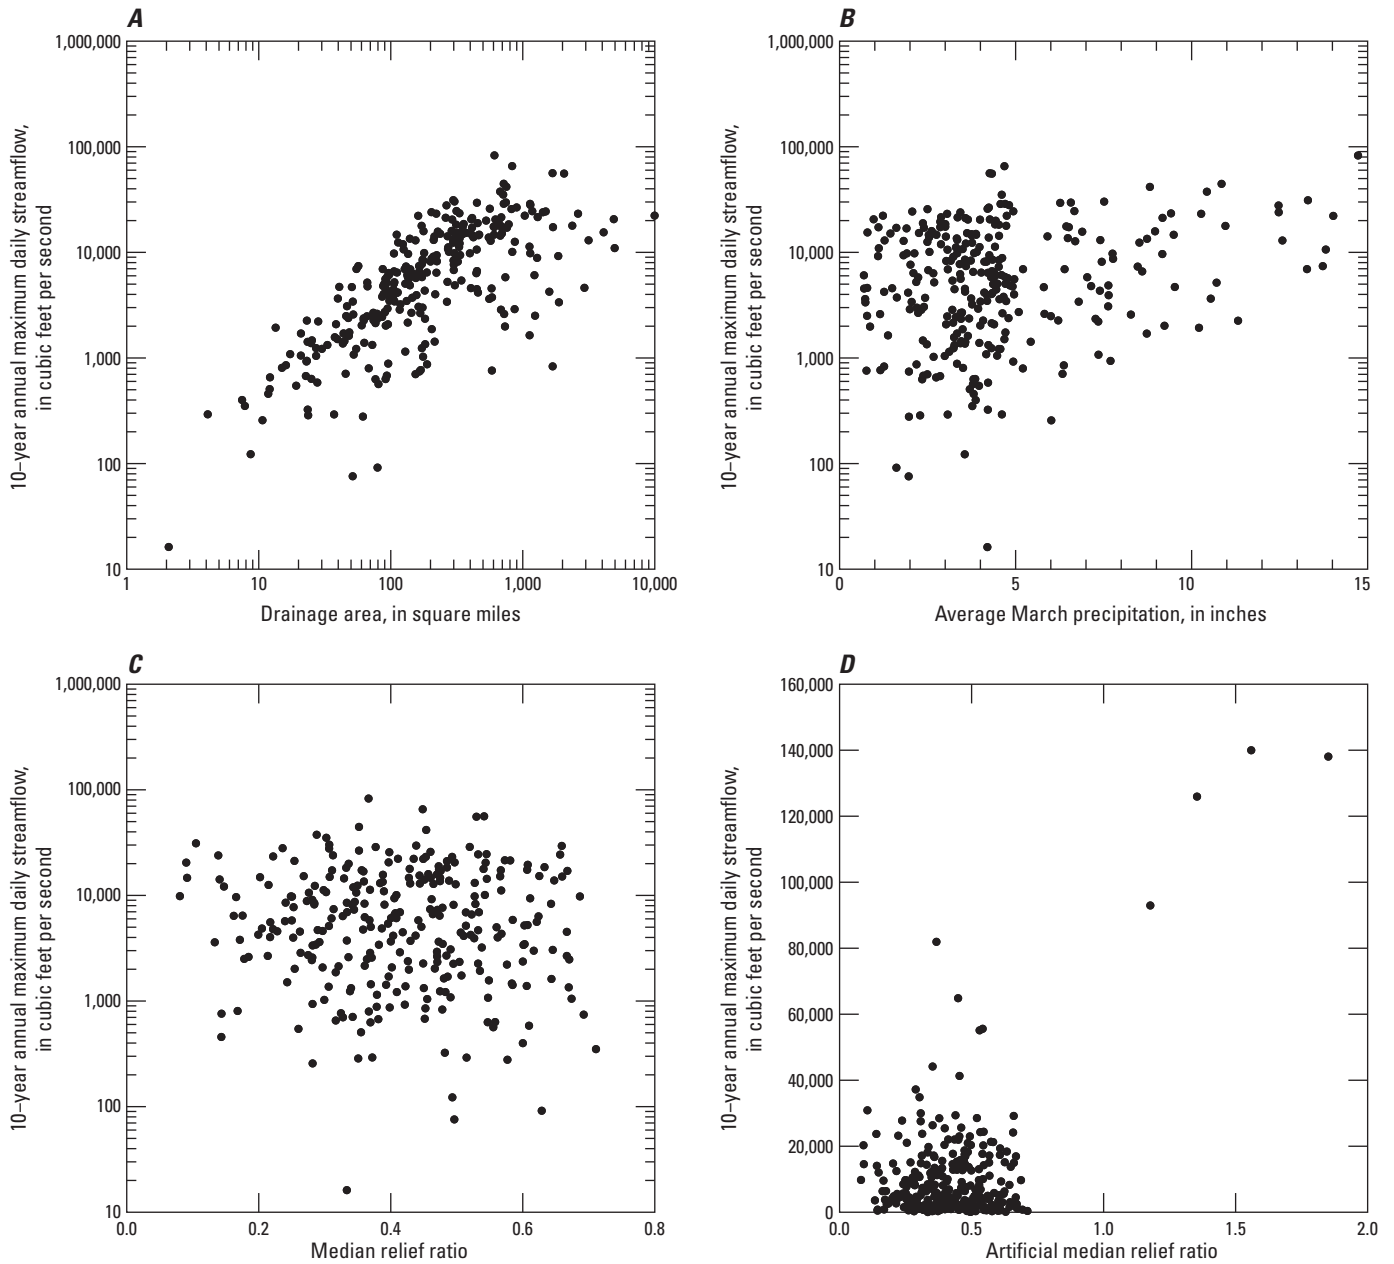 A
10–year annual maximum daily streamflow,
in cubic feet per second
1,000,000
100,000
10,000
1,000
100
10
1
10
100
1,000
10,000
Drainage area, in square miles
B
10–year annual maximum daily streamflow,
in cubic feet per second
1,000,000
100,000
10,000
1,000
100
10
0
5
10
15
Average March precipitation, in inches
C
10–year annual maximum daily streamflow,
in cubic feet per second
1,000,000
100,000
10,000
1,000
100
10
0.0
0.2
0.4
0.6
0.8
Median relief ratio
D
10–year annual maximum daily streamflow,
in cubic feet per second
160,000
140,000
120,000
100,000
80,000
60,000
40,000
20,000
0
0.0
0.5
1.0
1.5
2.0
Artificial median relief ratio